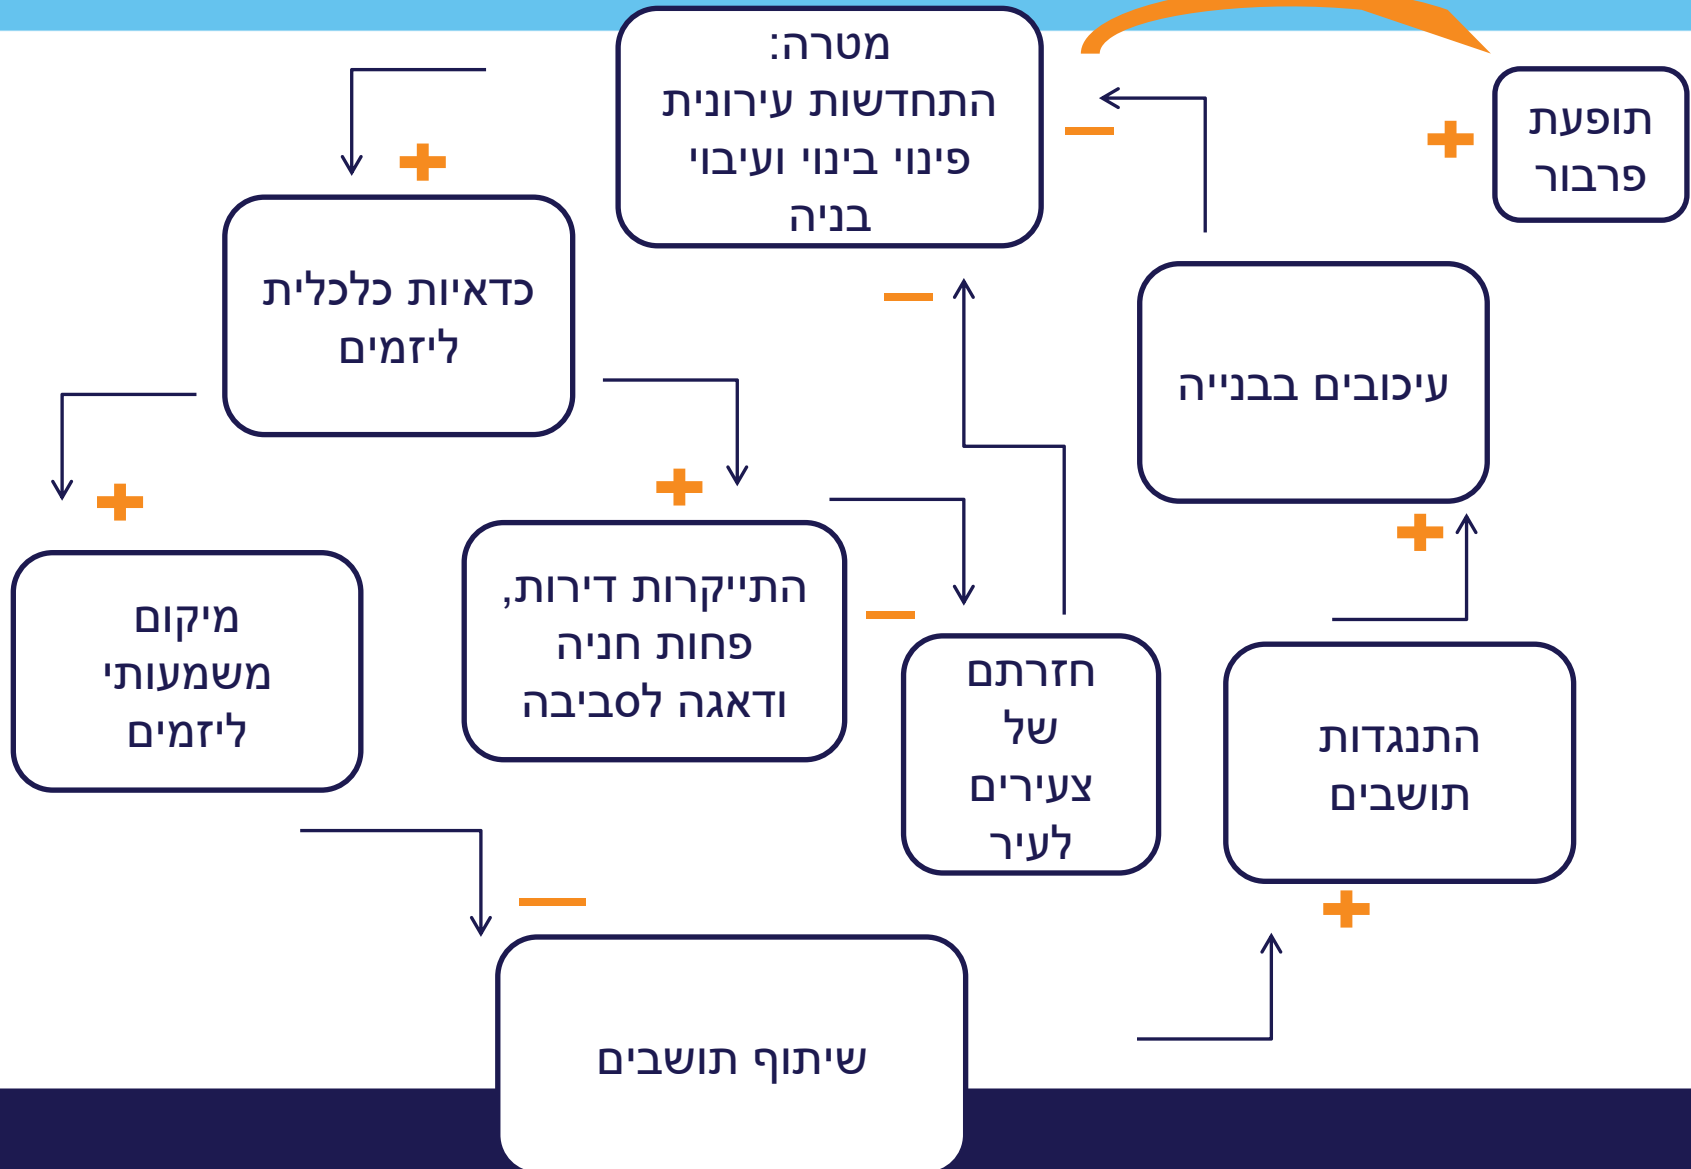 מטרה:
התחדשות עירונית
פינוי בינוי ועיבוי
בניה
תופעת
פרבור
כדאיות כלכלית
ליזמים
עיכובים בבנייה
מיקום
משמעותי
ליזמים
התייקרות דירות,
פחות חניה
ודאגה לסביבה
חזרתם
של
צעירים
לעיר
התנגדות
תושבים
שיתוף תושבים